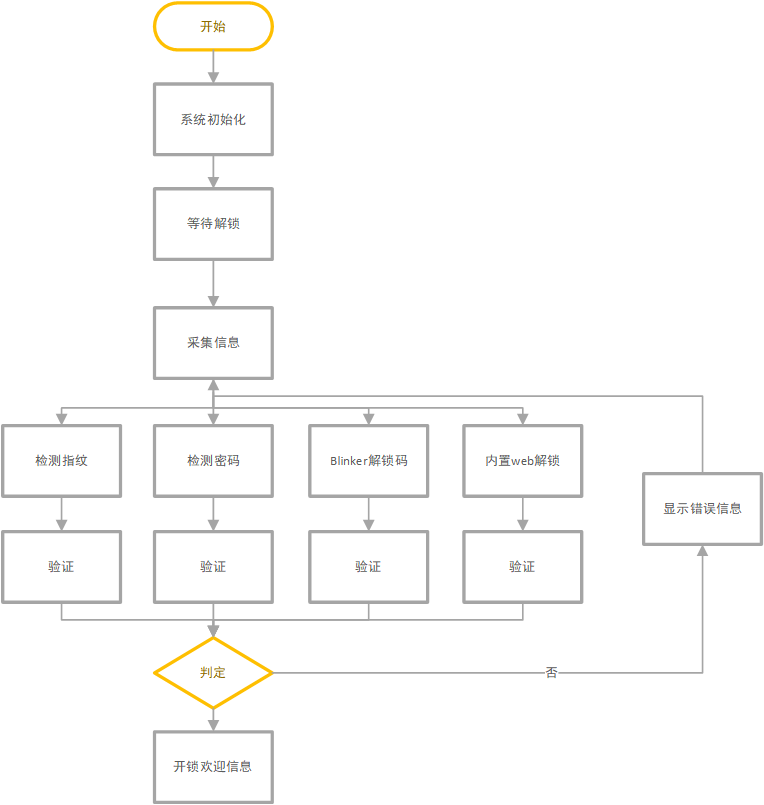 开始
系统初始化
等待解锁
采集信息
检测指纹
检测密码
Blinker解锁码
内置web解锁
显示错误信息
验证
验证
验证
验证
判定
否
开锁欢迎信息